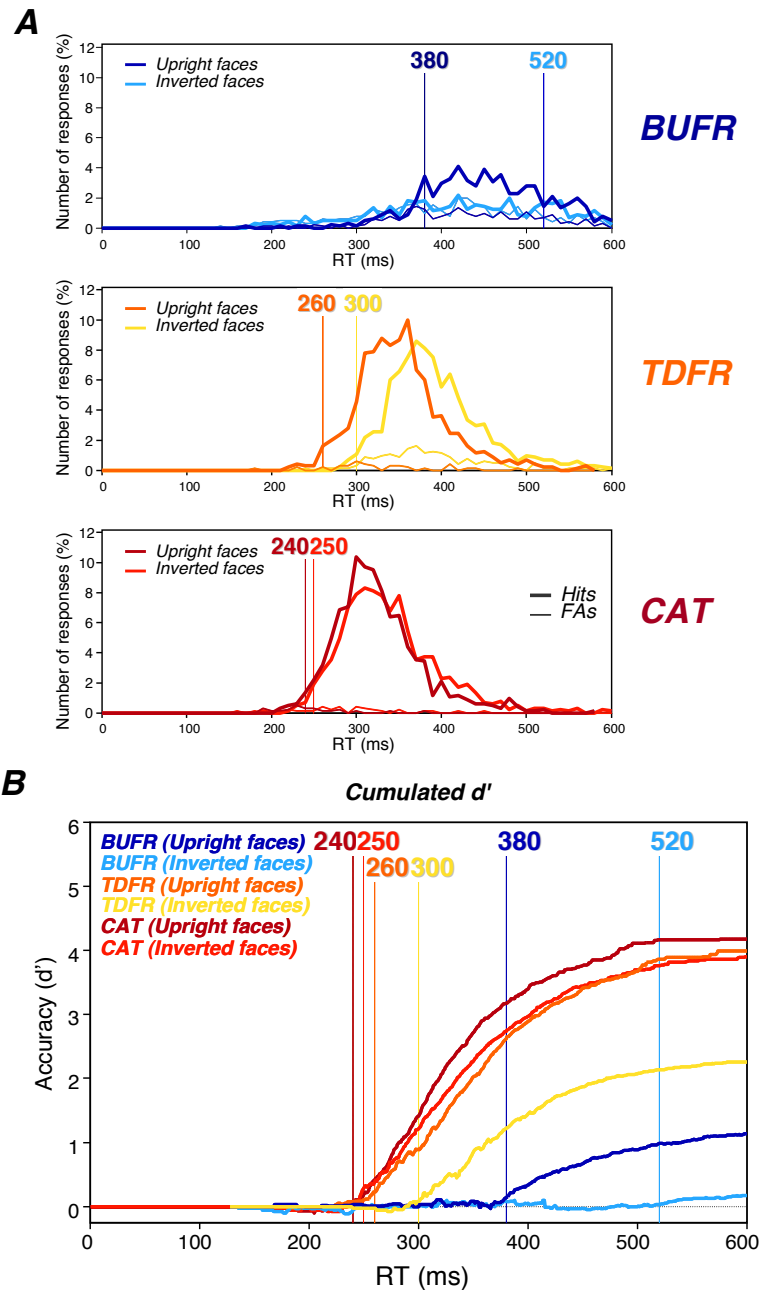 A
Number of responses (%)
12
10
8
6
4
2
0
Upright faces
Inverted faces
380
520
BUFR
0
100
200
300
400
500
600
RT (ms)
Number of responses (%)
12
10
8
6
4
2
0
Upright faces
Inverted faces
260
300
TDFR
0
100
200
300
400
500
600
RT (ms)
Number of responses (%)
12
10
8
6
4
2
0
Upright faces
Inverted faces
240
250
Hits
FAs
CAT
0
100
200
300
400
500
600
RT (ms)
B
Cumulated d'
Accuracy (d')
6
5
4
3
2
1
0
BUFR (Upright faces)
BUFR (Inverted faces)
TDFR (Upright faces)
TDFR (Inverted faces)
CAT (Upright faces)
CAT (Inverted faces)
240
250
260
300
380
520
0
100
200
300
400
500
600
RT (ms)